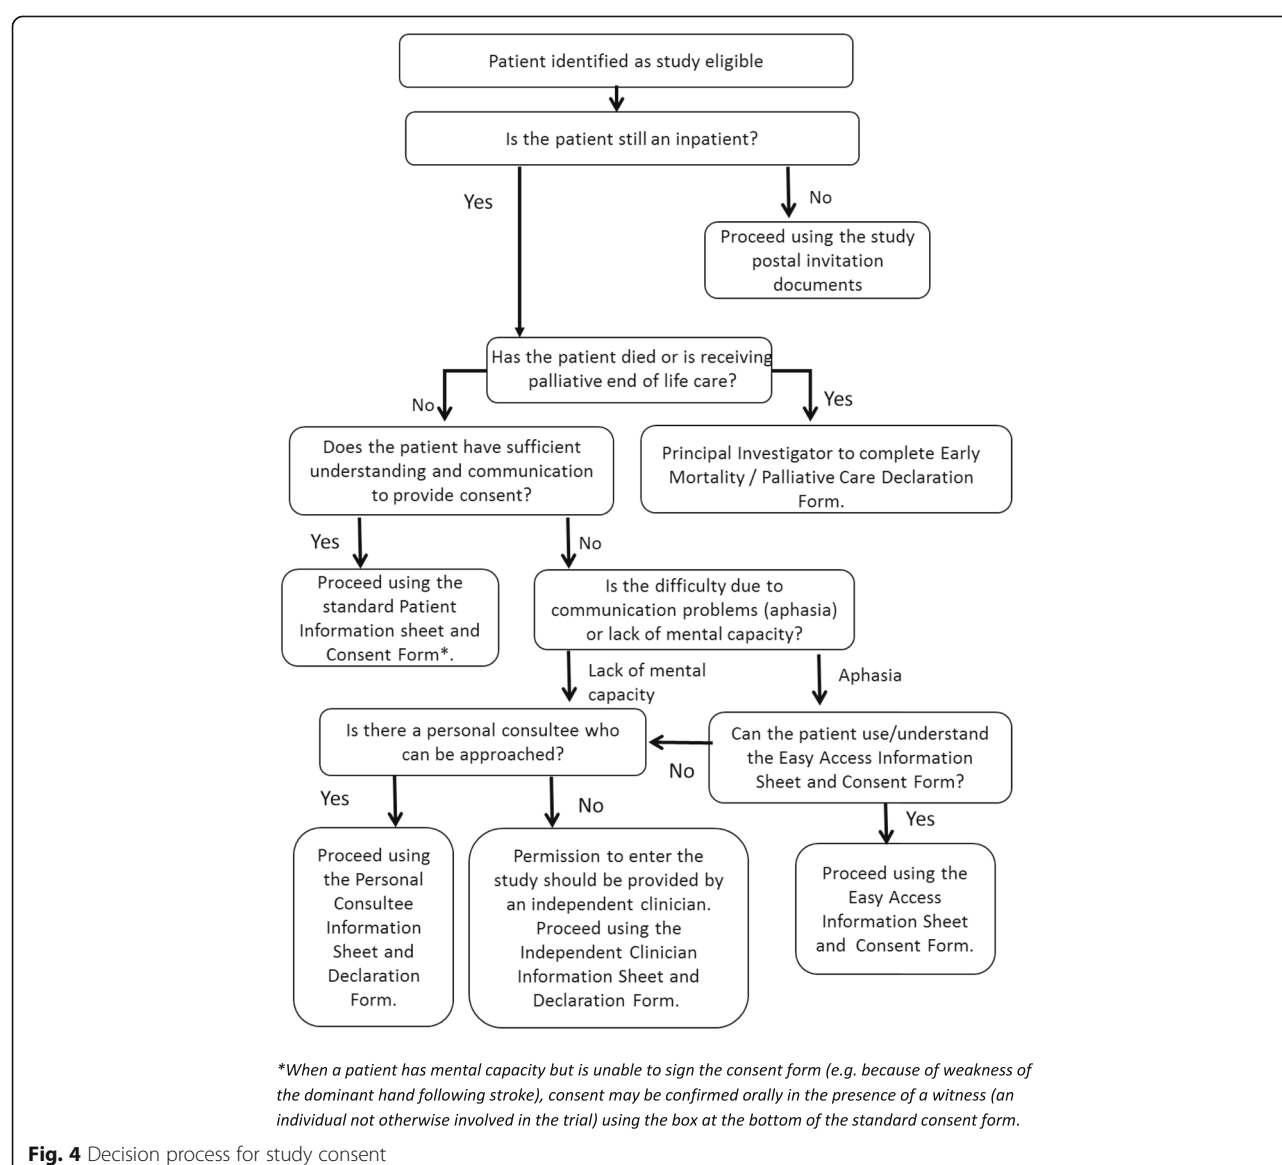 Patient identified as study eligible
Is the patient still an inpatient?
Yes
No
Proceed using the study
postal invitation
documents
Has the patient died or is receiving
palliative end of life care?
No
Yes
Does the patient have sufficient
understanding and communication
to provide consent?
Principal Investigator to complete Early
Mortality / Palliative Care Declaration
Form.
Yes
No
Proceed using the
standard Patient
Information sheet and
Consent Form*.
Is the difficulty due to
communication problems (aphasia)
or lack of mental capacity?
Lack of mental
capacity
Aphasia
Is there a personal consultee who
can be approached?
Can the patient use/understand
the Easy Access Information
Sheet and Consent Form?
No
Yes
No
Yes
Proceed using
the Personal
Consultee
Information
Sheet and
Declaration
Form.
Permission to enter the
study should be provided by
an independent clinician.
Proceed using the
Independent Clinician
Information Sheet and
Declaration Form.
Proceed using the
Easy Access
Information Sheet
and Consent Form.
*When a patient has mental capacity but is unable to sign the consent form (e.g. because of weakness of
the dominant hand following stroke), consent may be confirmed orally in the presence of a witness (an
individual not otherwise involved in the trial) using the box at the bottom of the standard consent form.
Fig. 4 Decision process for study consent